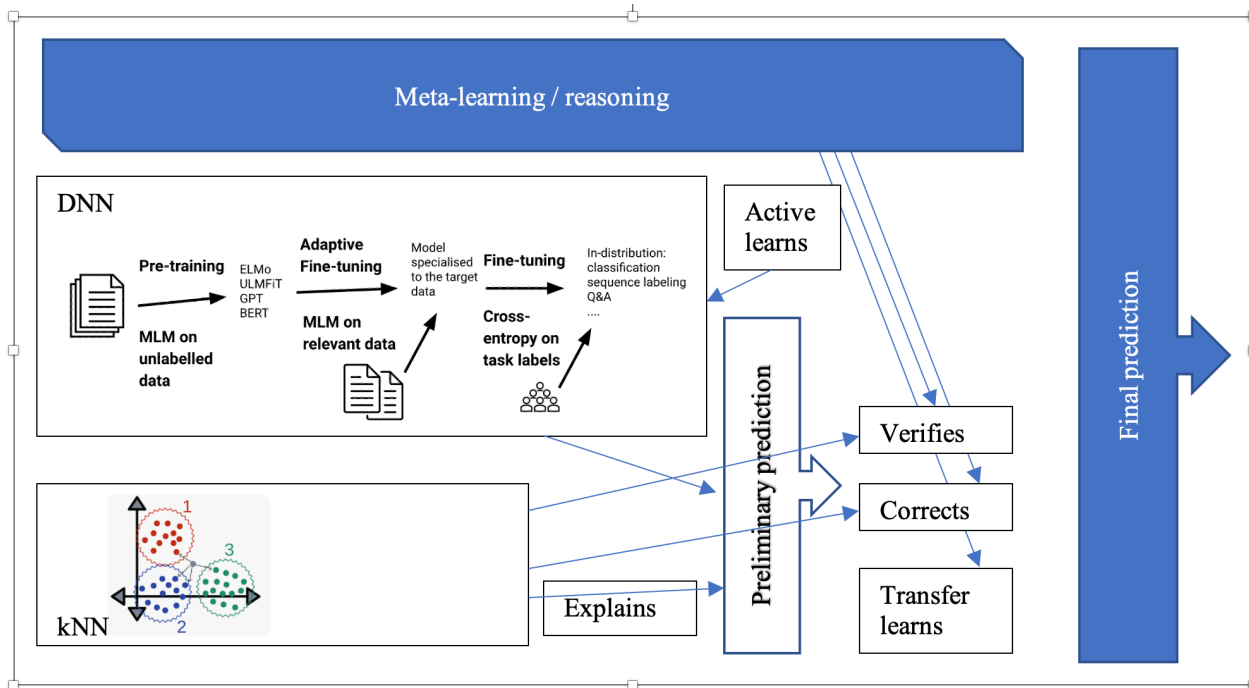 Meta-learning / reasoning
DNN
Pre-training
MLM on
unlabelled
data
ELMo
ULMFiT
GPT
BERT
Adaptive
Fine-tuning
MLM on
relevant data
Model
specialised
to the target
data
Fine-tuning
Cross-
entropy on
task labels
In-distribution:
classification
sequence labeling
Q&A
....
Active
learns
kNN
1
2
3
Explains
Preliminary prediction
Verifies
Corrects
Transfer
learns
Final prediction